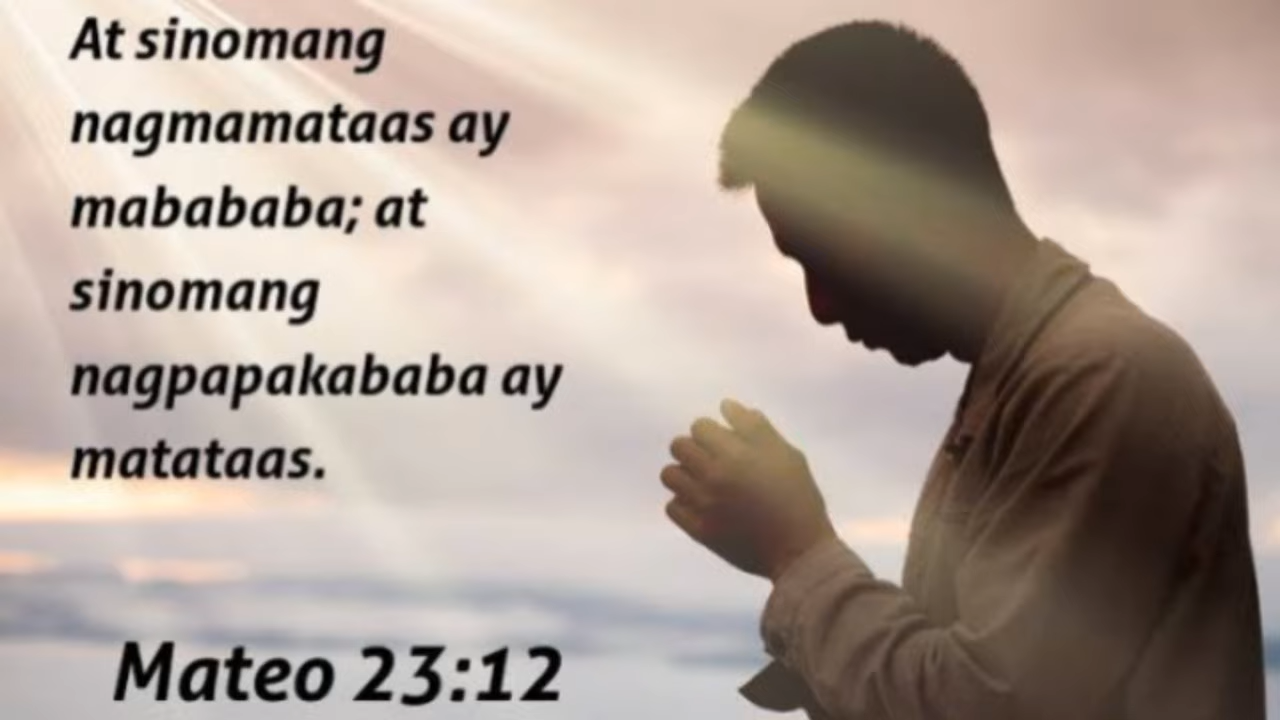 At sinomang
nagmamataas ay
mabababa; at
sinomang
nagpapakababa ay
matataas.
Mateo 23:12